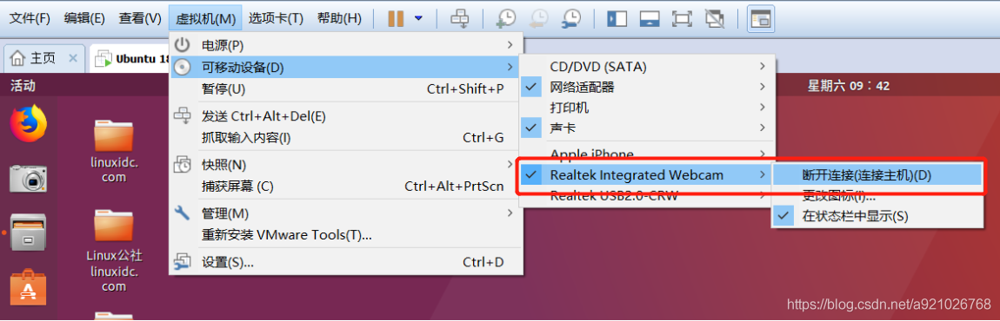 文件(F) 编辑(E) 查看(V) 虚拟机(M) 选项卡(T) 帮助(H)
主页 Ubuntu 18
活动 星期六 09：42
电源(P)
可移动设备(D)
暂停(U) Ctrl+Shift+P
发送 Ctrl+Alt+Del(E)
抓取输入内容(I) Ctrl+G
快照(N)
捕获屏幕 (C) Ctrl+Alt+PrtScn
管理(M)
重新安装 VMware Tools(T)...
设置(S)... Ctrl+D
CD/DVD (SATA)
网络适配器
打印机
声卡
Apple iPhone
Realtek Integrated Webcam
Realtek USB2.0-CRW
断开连接(连接主机)(D)
更改图标(I)...
在状态栏中显示(S)
linuxidc.
com
Linux公社
linuxidc.
com
https://blog.csdn.net/a921026768